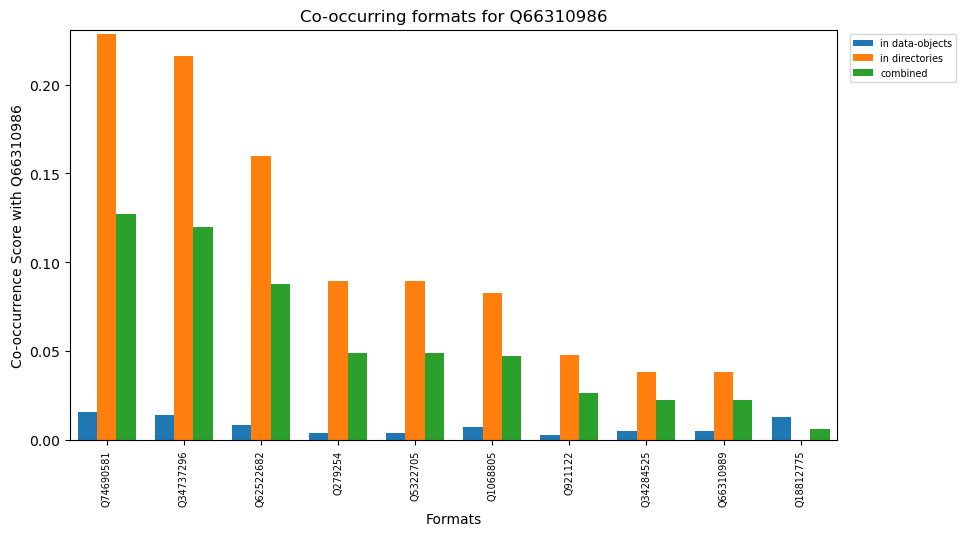 Co-occurring formats for Q66310986
in data-objects
in directories
combined
Co-occurrence Score with Q66310986
0.20
0.15
0.10
0.05
0.00
Q74690581
Q34737296
Q62522682
Q279254
Q5322705
Q1068805
Q921122
Q34284525
Q66310989
Q18812775
Formats